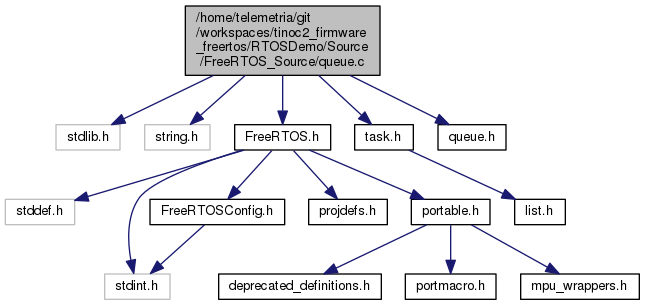 /home/telemetria/git
/workspaces/tinoc2_firmware
_freertos/RTOSDemo/Source
/FreeRTOS_Source/queue.c
stdlib.h
string.h
FreeRTOS.h
task.h
queue.h
stddef.h
FreeRTOSConfig.h
projdefs.h
portable.h
list.h
stdint.h
deprecated_definitions.h
portmacro.h
mpu_wrappers.h